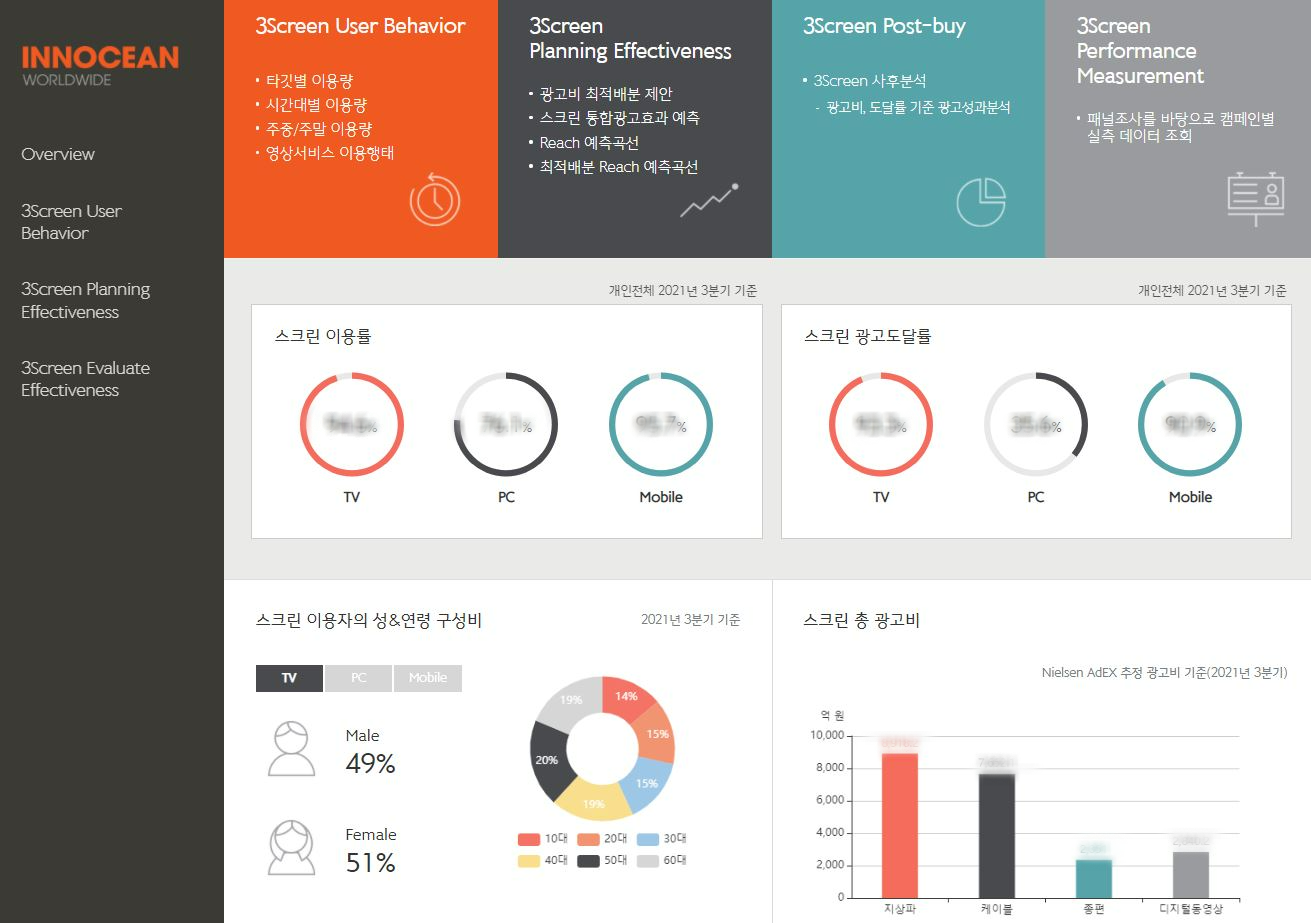 INNOCEAN
WORLDWIDE
Overview
3Screen User
Behavior
3Screen Planning
Effectiveness
3Screen Evaluate
Effectiveness
3Screen User Behavior
• 타깃별 이용량
• 시간대별 이용량
• 주중/주말 이용량
• 영상서비스 이용행태
3Screen
Planning Effectiveness
• 광고비 최적배분 제안
• 스크린 통합광고효과 예측
• Reach 예측곡선
• 최적배분 Reach 예측곡선
3Screen Post-buy
• 3Screen 사후분석
- 광고비, 도달률 기준 광고성과분석
3Screen
Performance
Measurement
• 패널조사를 바탕으로 캠페인별
실측 데이터 조회
개인전체 2021년 3분기 기준
스크린 이용률
% % %
TV PC Mobile
개인전체 2021년 3분기 기준
스크린 광고도달률
% % %
TV PC Mobile
스크린 이용자의 성&연령 구성비
2021년 3분기 기준
TV PC Mobile
Male
49%
Female
51%
14%
15%
15%
19%
20%
19%
10대 20대 30대
40대 50대 60대
스크린 총 광고비
Nielsen AdEX 추정 광고비 기준(2021년 3분기)
억 원
10,000
8,000
6,000
4,000
2,000
0
지상파 케이블 종편 디지털동영상